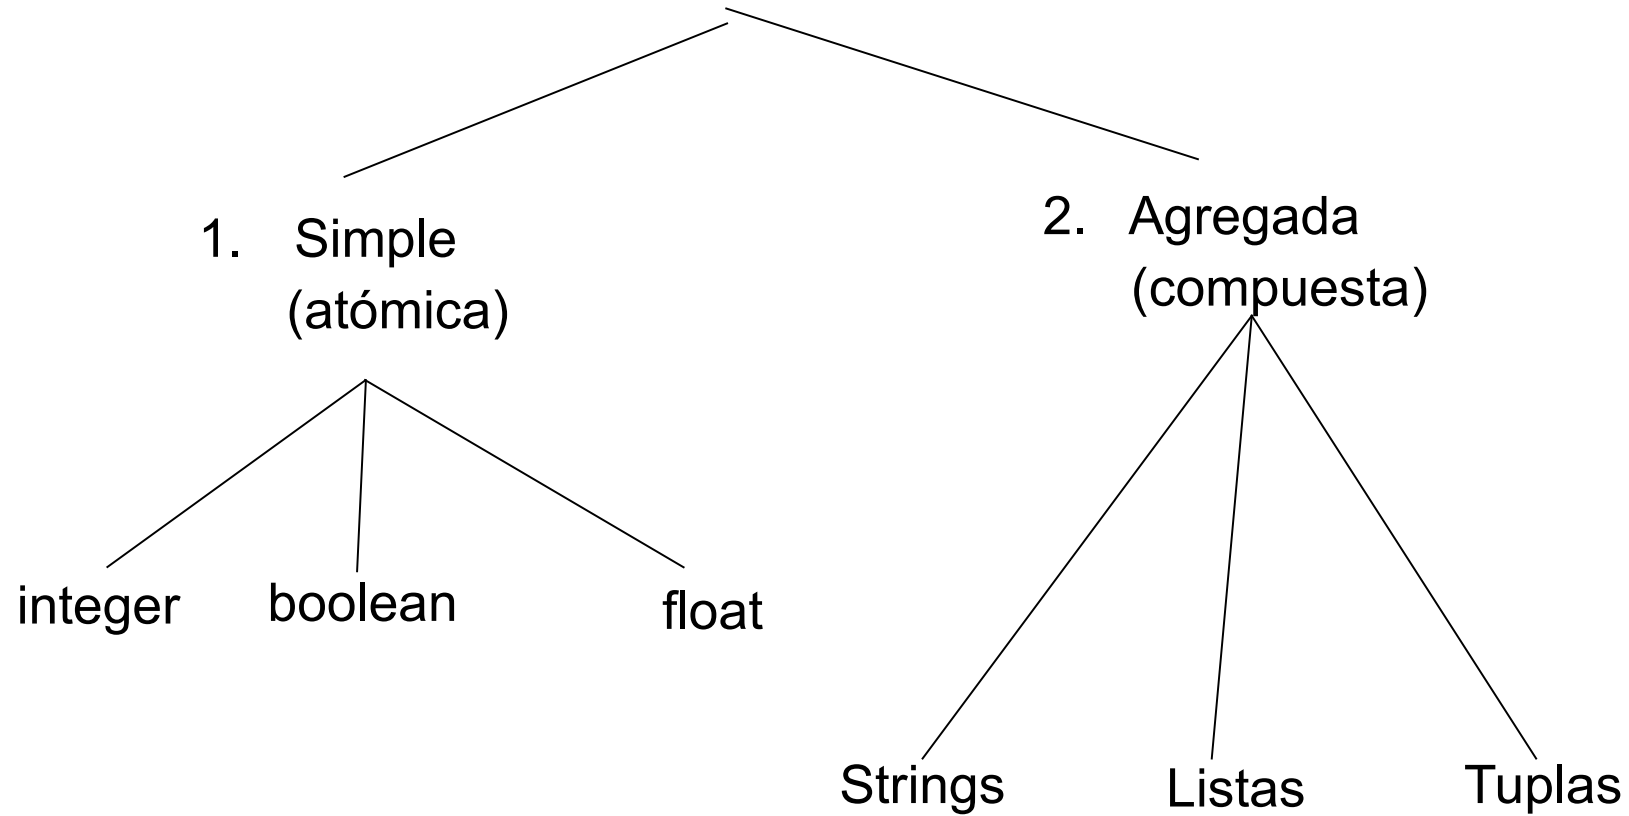 1. Simple
(atómica)
2. Agregada
(compuesta)
integer boolean float
Strings Listas Tuplas